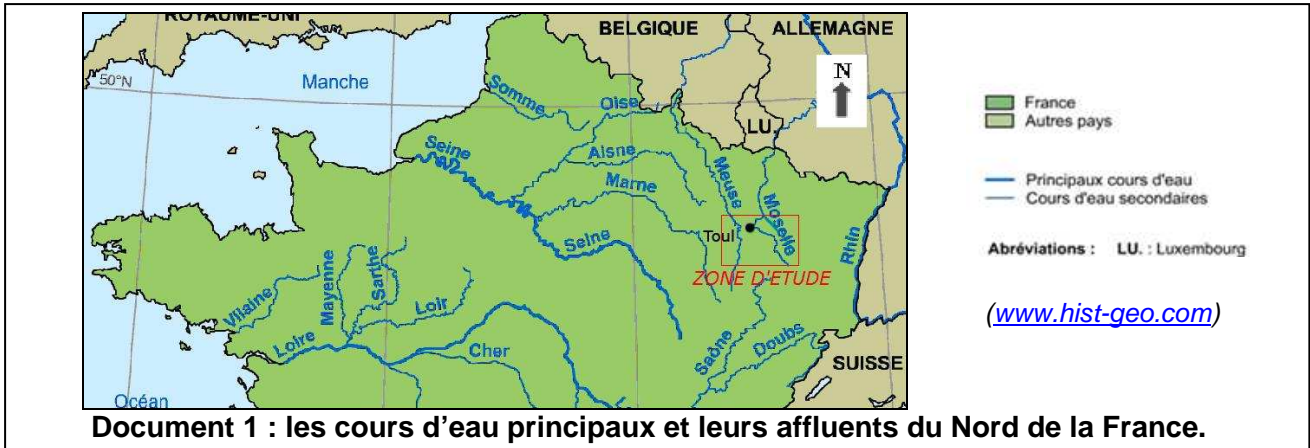 ROYAUME-UNI
BELGIQUE
ALLEMAGNE
50°N
Manche
N
Somme
Oise
LU.
Seine
Aisne
Meuse
Marne
Moselle
Toul
Seine
Rhin
ZONE D'ETUDE
Mayenne
Sarthe
Vilaine
Loir
Loire
Cher
Saône
Doubs
SUISSE
Océan
France
Autres pays
Principaux cours d'eau
Cours d'eau secondaires
Abréviations : LU. : Luxembourg
(www.hist-geo.com)
Document 1 : les cours d'eau principaux et leurs affluents du Nord de la France.